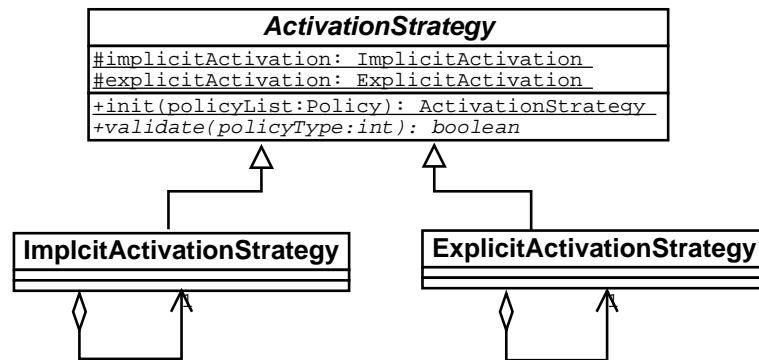 ActivationStrategy
#implicitActivation: ImplicitActivation
#explicitActivation: ExplicitActivation
+init(policyList:Policy): ActivationStrategy
+validate(policyType:int): boolean
ImplcitActivationStrategy
ExplicitActivationStrategy
1
1